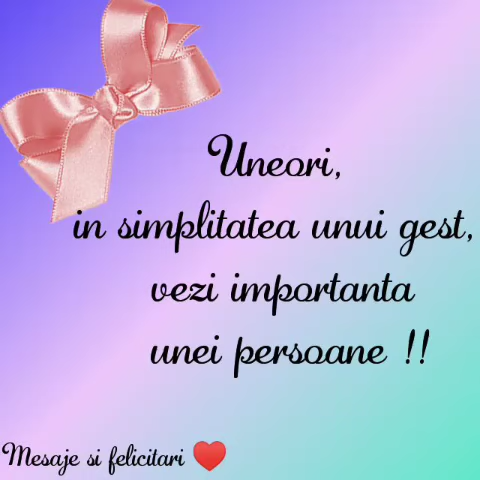 Uneori,
in simplitatea unui gest,
vezi importanta
unei persoane !!
Mesaje si felicitari ❤️